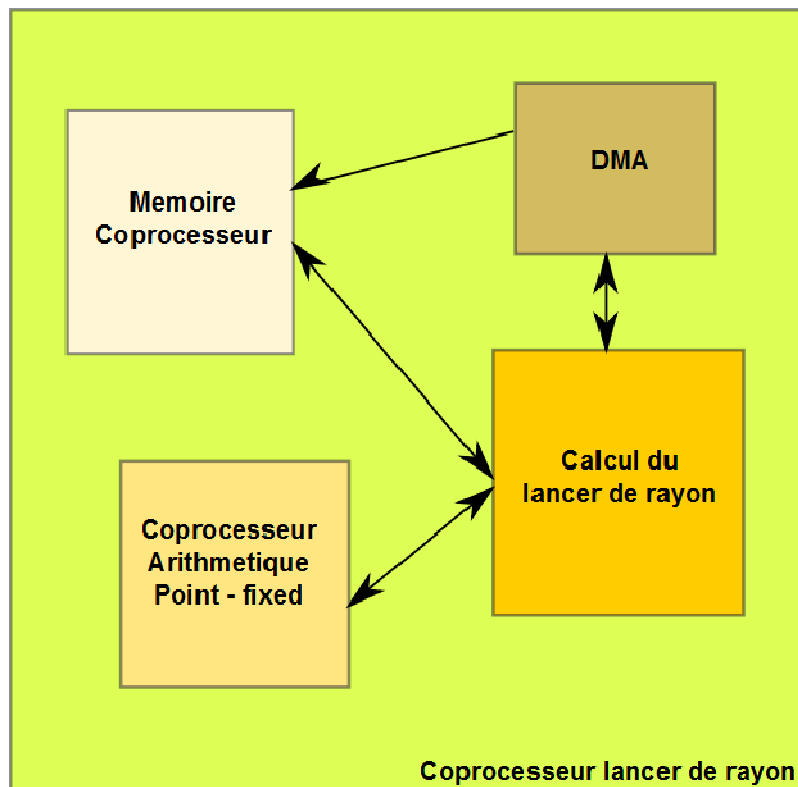 DMA
Memoire
Coprocesseur
Calcul du
lancer de rayon
Coprocesseur
Arithmetique
Point - fixed
Coprocesseur lancer de rayon